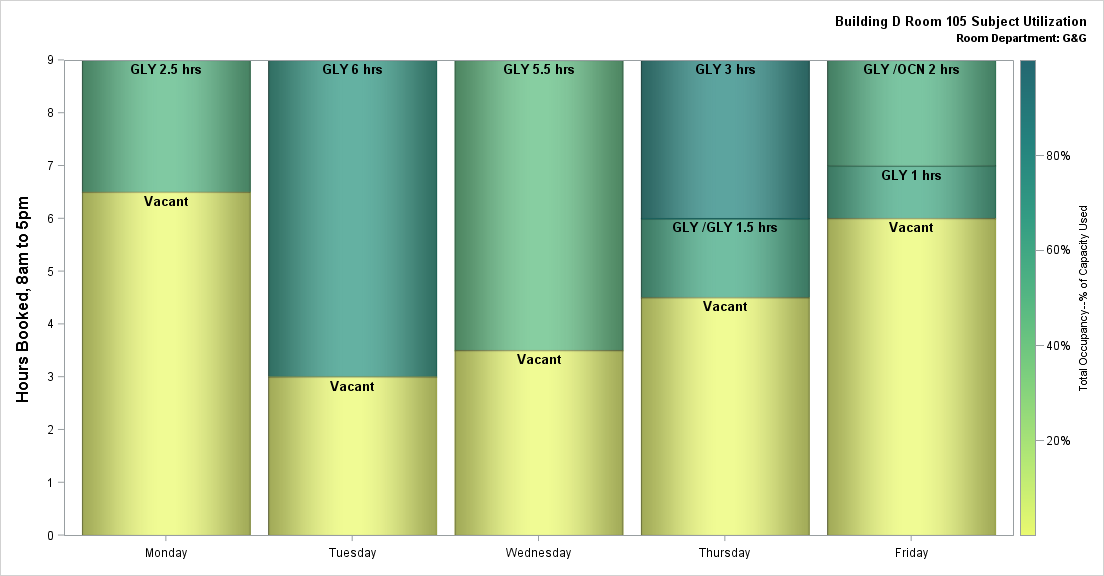 Building D Room 105 Subject Utilization
Room Department: G&G
Hours Booked, 8am to 5pm
9
8
7
6
5
4
3
2
1
0
GLY 2.5 hrs
Vacant
GLY 6 hrs
Vacant
GLY 5.5 hrs
Vacant
GLY 3 hrs
GLY /GLY 1.5 hrs
Vacant
GLY /OCN 2 hrs
GLY 1 hrs
Vacant
Monday
Tuesday
Wednesday
Thursday
Friday
80%
60%
40%
20%
Total Occupancy--% of Capacity Used